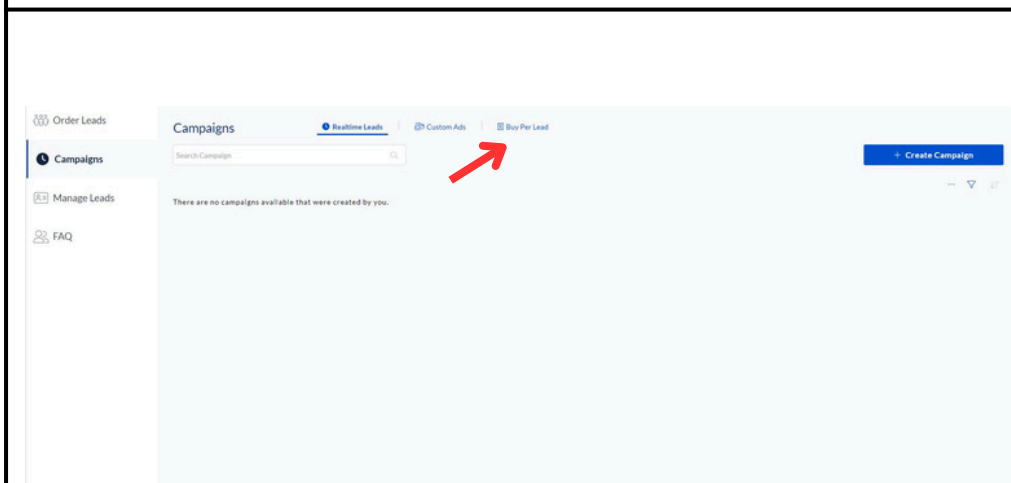 Order Leads
Campaigns
Manage Leads
FAQ
Campaigns
Realtime Leads
Custom Ads
Buy Per Lead
Search Campaign
+ Create Campaign
There are no campaigns available that were created by you.